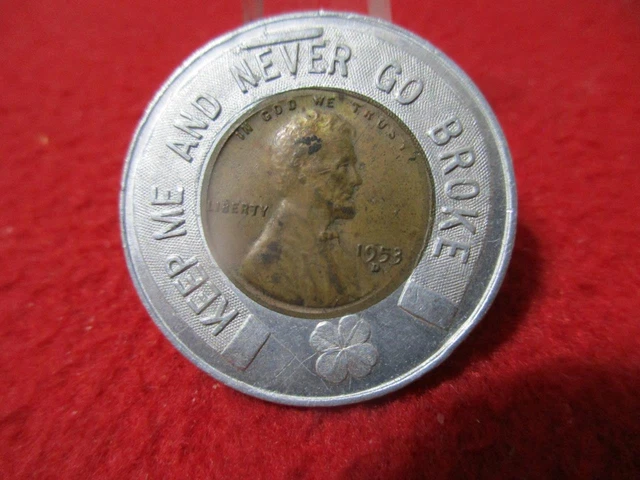 KEEP ME AND NEVER GO BROKE
IN GOD WE TRUST
LIBERTY
1953
D